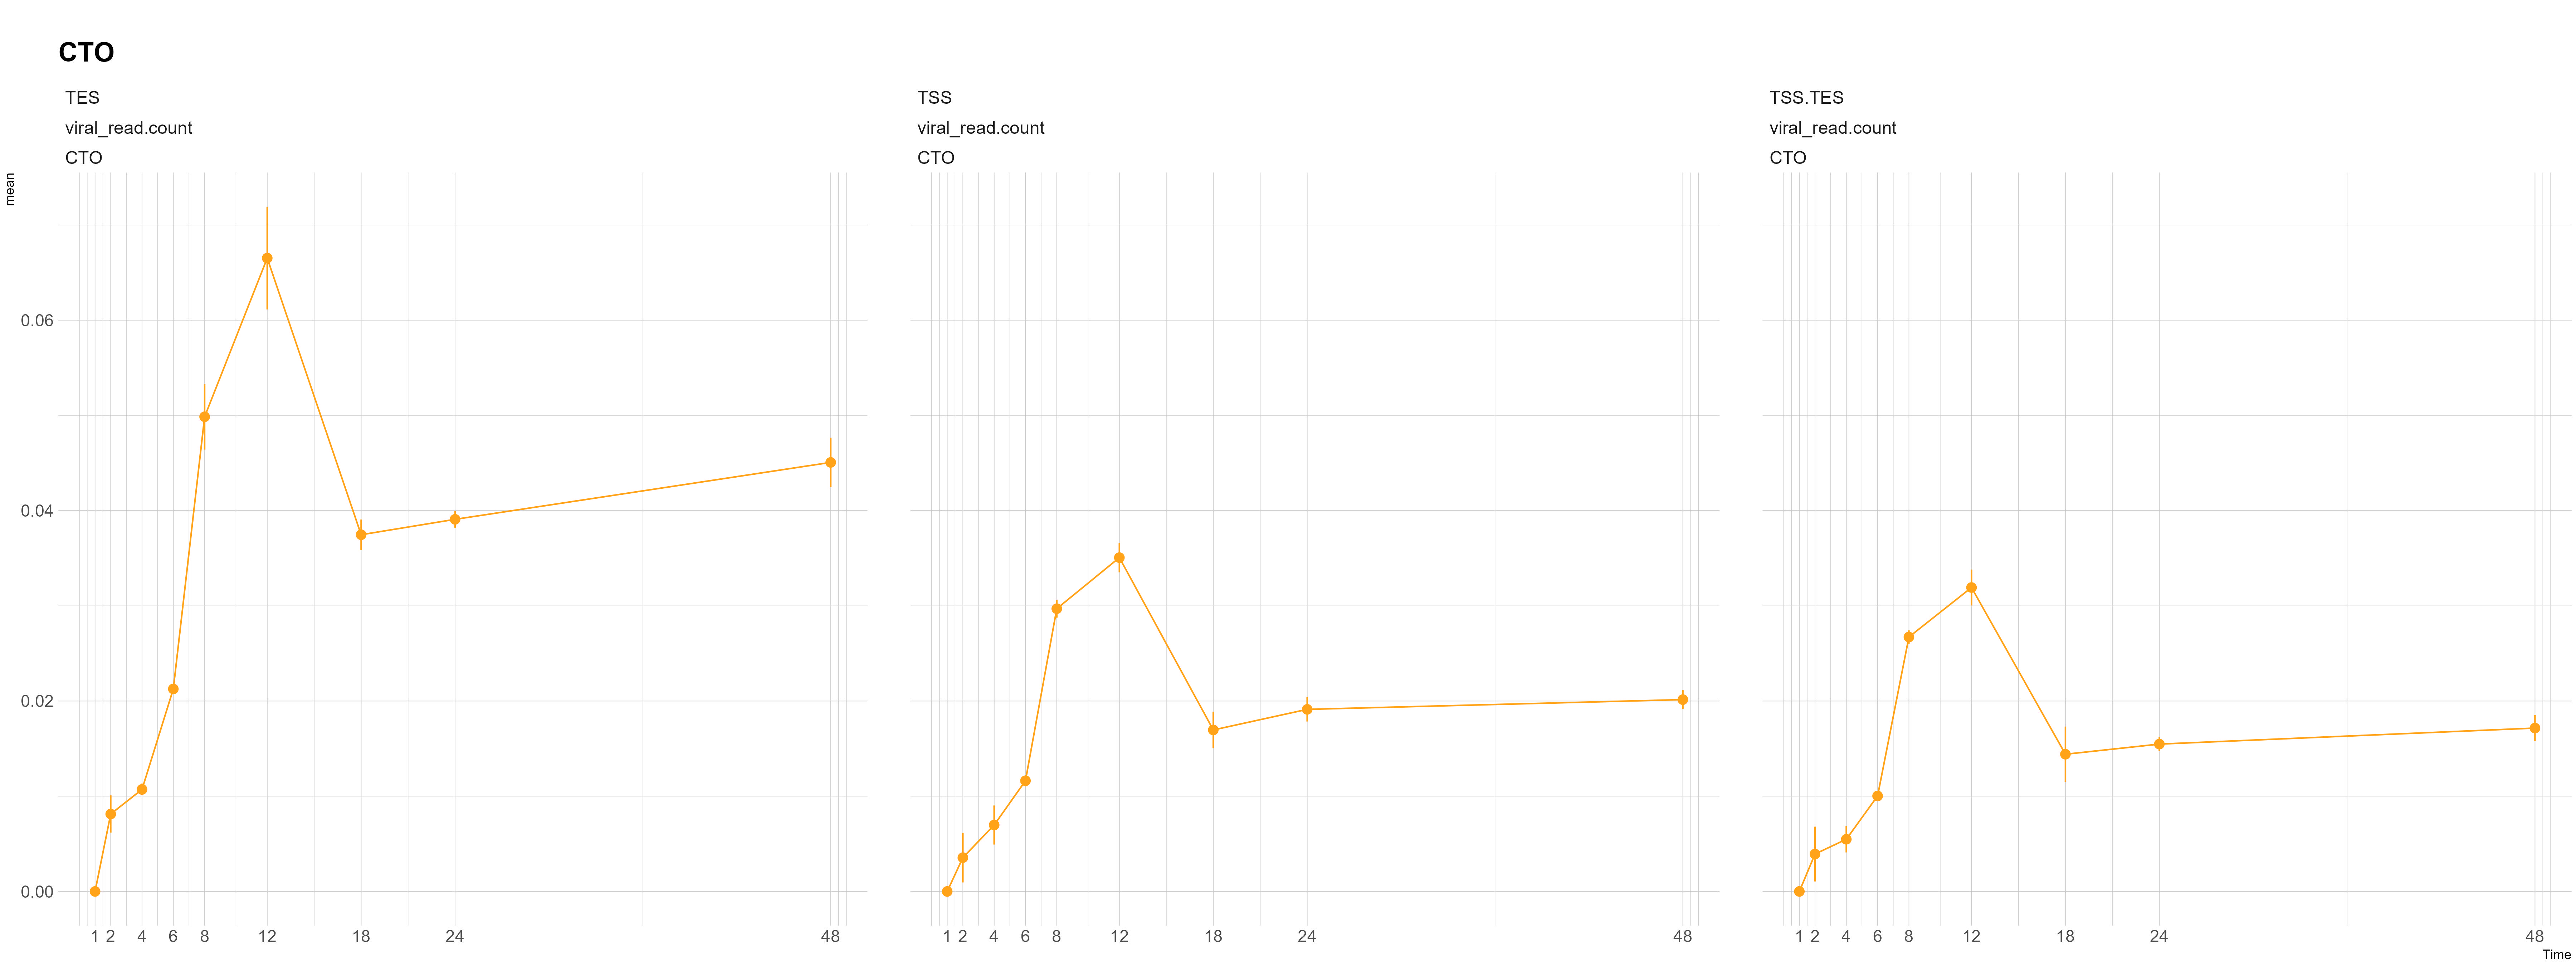 CTO
TES
viral_read.count
CTO
TSS
viral_read.count
CTO
TSS.TES
viral_read.count
CTO
mean
0.06
0.04
0.02
0.00
1 2 4 6 8 12 18 24 48
1 2 4 6 8 12 18 24 48
1 2 4 6 8 12 18 24 48
Time